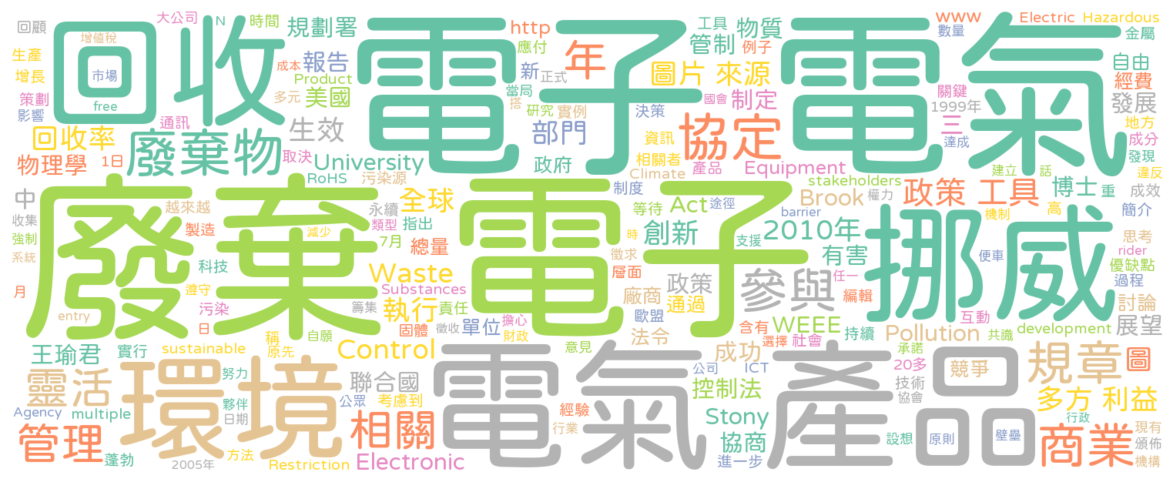 回顧
大公司
N
時間
規劃署
http
工具
物質
www
Electric
Hazardous
增值稅
應付
年
管制
例子
數量
金屬
生產
市場
回收
電子電氣
報告
新
正式
圖片
來源
自由
增長
成本
Product
當局
國會
關鍵
經費
策劃
free
多元
美國
搭
研究
實例
決策
制定
1999年
發展
影響
通訊
生效
部門
協定
三
地方
回收率
廢棄物
資訊
達成
成分
物理學
1日
取決
University
政府
相關者
產品
Equipment
建立
話
發現
RoHS
污染源
Climate
stakeholders
違反
中
廢棄電子
制度
政策
工具
博士
重
成效
越來越
永續
全球
等待
Act
途徑
Brook
權力
機制
高
簡介
收集
製造
類型
指出
創新
barrier
2010年
挪威
思考
強制
減少
7月
總量
時
支援
有害
便車
rider
優缺點
系統
科技
徵求
過程
月
遵守
Waste
層面
政策
參與
任一
討論
污染
Substances
廠商
編輯
互動
籌集
執行
責任
通過
展望
entry
日
自願
固體
徵收
單位
擔心
歐盟
含有
WEEE
持續
Pollution
development
財政
法令
選擇
社會
共識
王瑜君
實行
sustainable
稱
原先
Control
意見
成功
承諾
規章
圖
靈活
環境
努力
聯合國
電氣產品
公司
ICT
20多
競爭
控制法
技術
多方
利益
Agency
multiple
夥伴
公眾
考慮到
協會
日期
經驗
Stony
行政
管理
相關
行業
協商
設想
原則
壁壘
商業
現有
頒佈
蓬勃
方法
2005年
Restriction
Electronic
進一步
機構